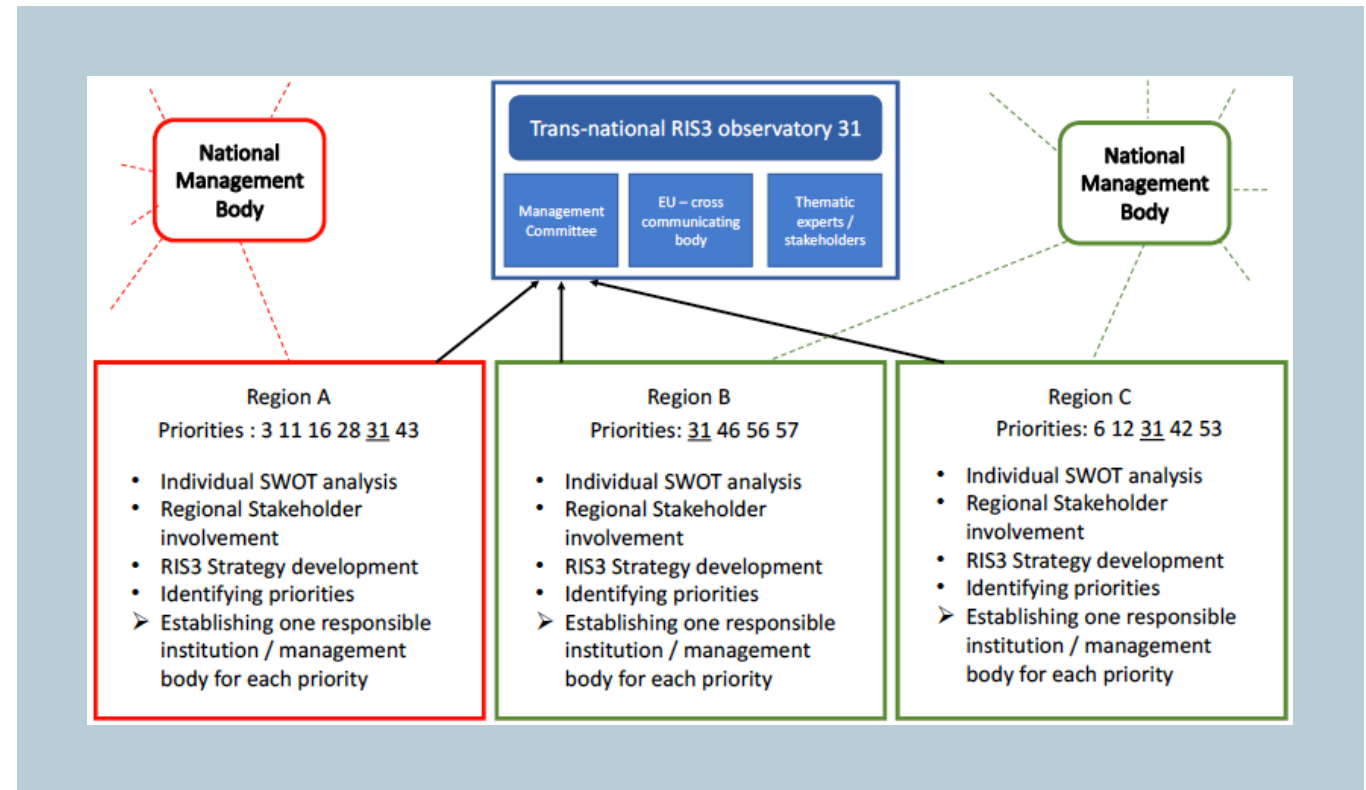 National
Management
Body
Trans-national RIS3 observatory 31
Management
Committee
EU – cross
communicating
body
Thematic
experts /
stakeholders
National
Management
Body
Region A
Priorities : 3 11 16 28 31 43
• Individual SWOT analysis
• Regional Stakeholder
involvement
• RIS3 Strategy development
• Identifying priorities
➢ Establishing one responsible
institution / management
body for each priority
Region B
Priorities: 31 46 56 57
• Individual SWOT analysis
• Regional Stakeholder
involvement
• RIS3 Strategy development
• Identifying priorities
➢ Establishing one responsible
institution / management
body for each priority
Region C
Priorities: 6 12 31 42 53
• Individual SWOT analysis
• Regional Stakeholder
involvement
• RIS3 Strategy development
• Identifying priorities
➢ Establishing one responsible
institution / management
body for each priority